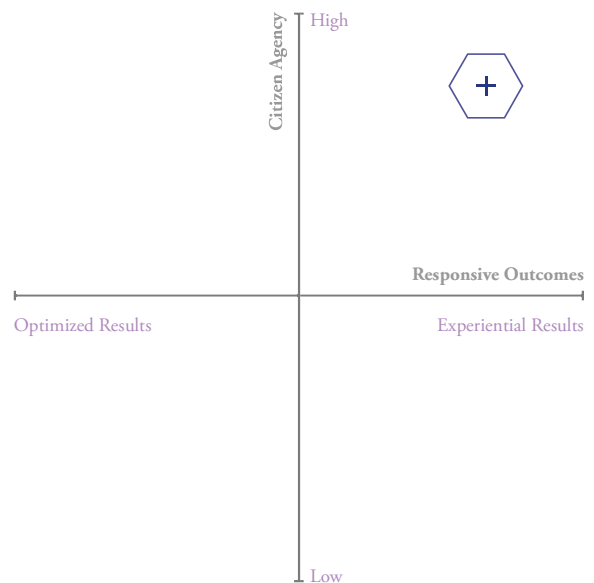 High
Citizen Agency
Responsive Outcomes
Optimized Results
Experiential Results
Low